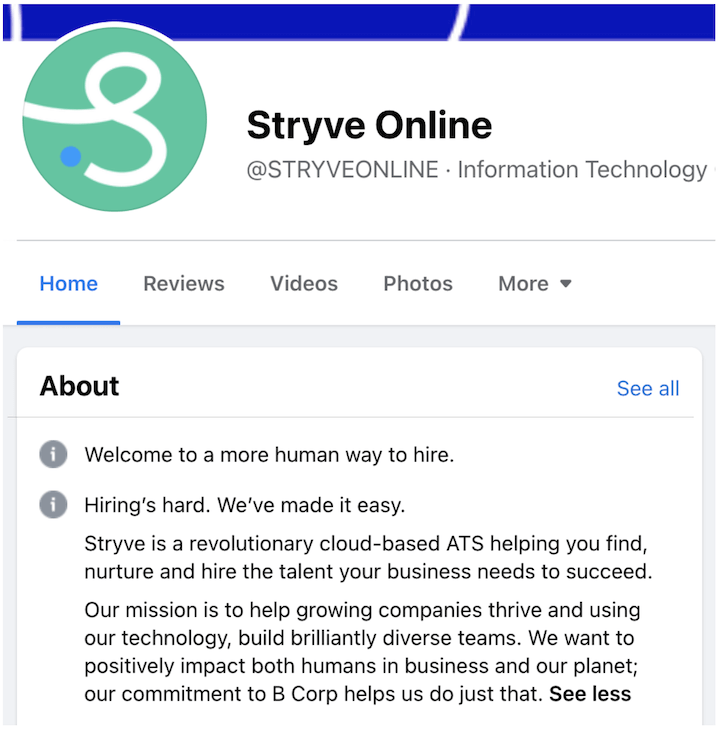 Stryve Online
@STRYVEONLINE · Information Technology
Home Reviews Videos Photos More
About See all
Welcome to a more human way to hire.
Hiring’s hard. We’ve made it easy.
Stryve is a revolutionary cloud-based ATS helping you find,
nurture and hire the talent your business needs to succeed.
Our mission is to help growing companies thrive and using
our technology, build brilliantly diverse teams. We want to
positively impact both humans in business and our planet;
our commitment to B Corp helps us do just that. See less